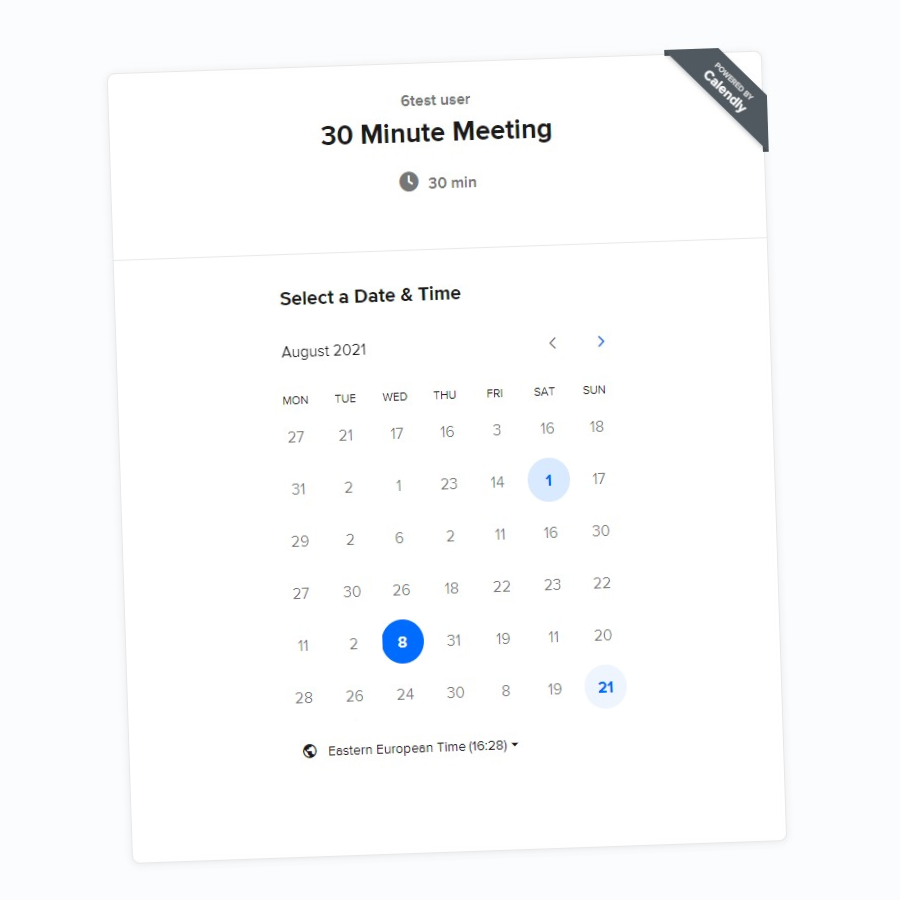 POWERED BY
Calendly
6test user
30 Minute Meeting
30 min
Select a Date & Time
August 2021
MON TUE WED THU FRI SAT SUN
27 21 17 16 3 16 18
31 2 1 23 14 1 17
29 2 6 2 11 16 30
27 30 26 18 22 23 22
11 2 8 31 19 11 20
28 26 24 30 8 19 21
Eastern European Time (16:28)